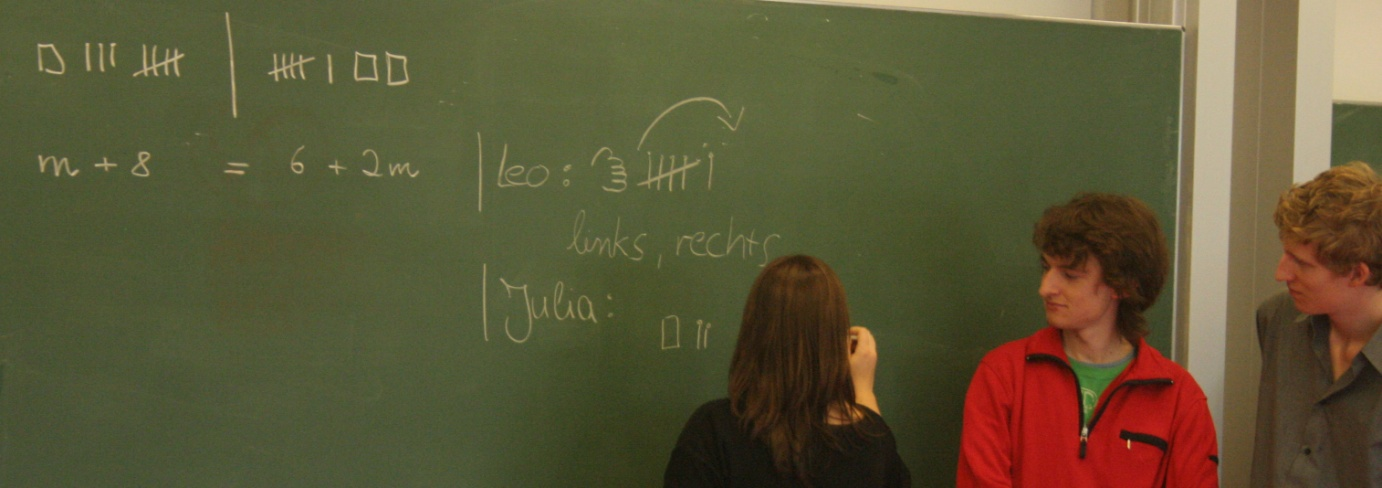 m + 8 = 6 + 2m
Leo:
links, rechts
Julia: